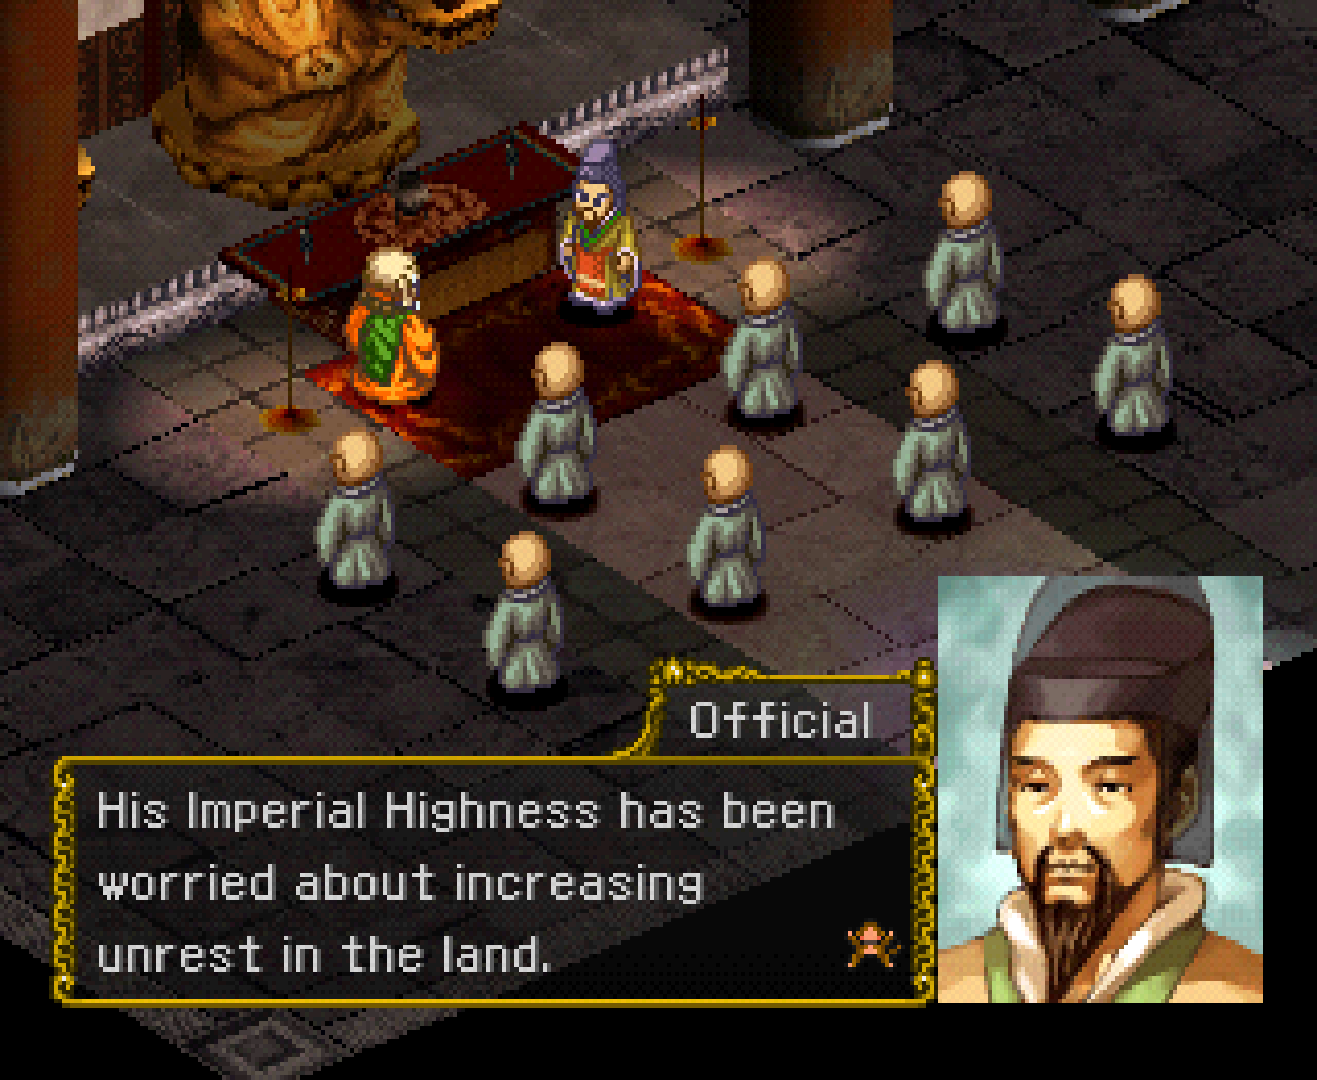 Official
His Imperial Highness has been
worried about increasing
unrest in the land.